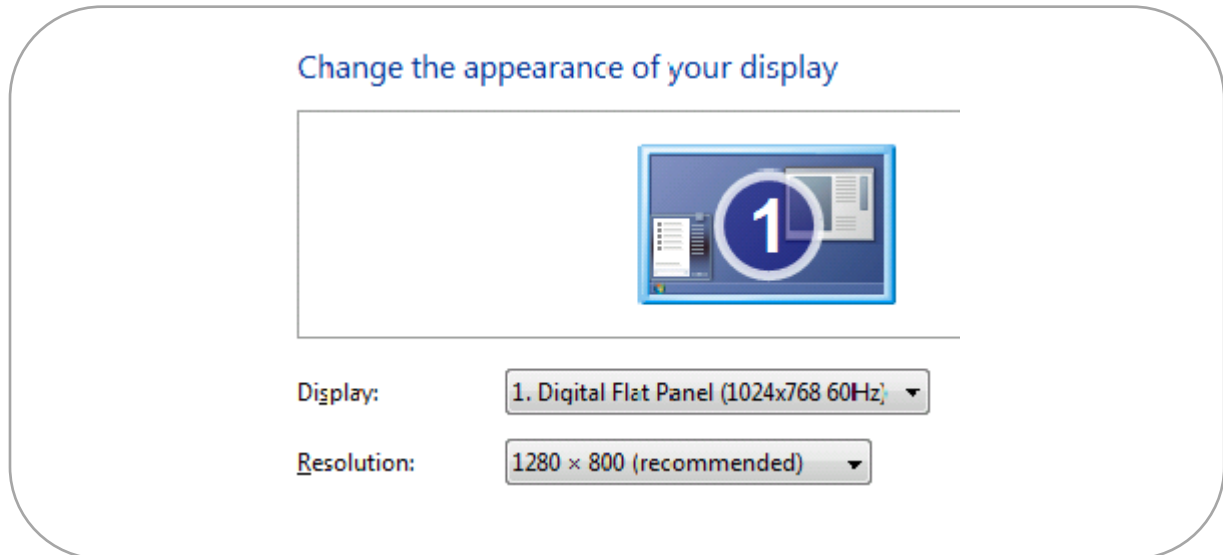 Change the appearance of your display
1
Display:
1. Digital Flat Panel (1024x768 60Hz)
Resolution:
1280 × 800 (recommended)